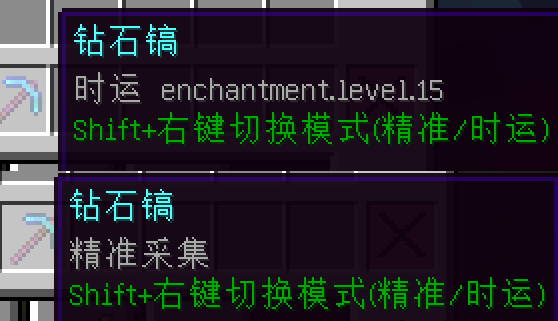 钻石镐
时运 enchantment.level.15
Shift+右键切换模式(精准/时运)
钻石镐
精准采集
Shift+右键切换模式(精准/时运)